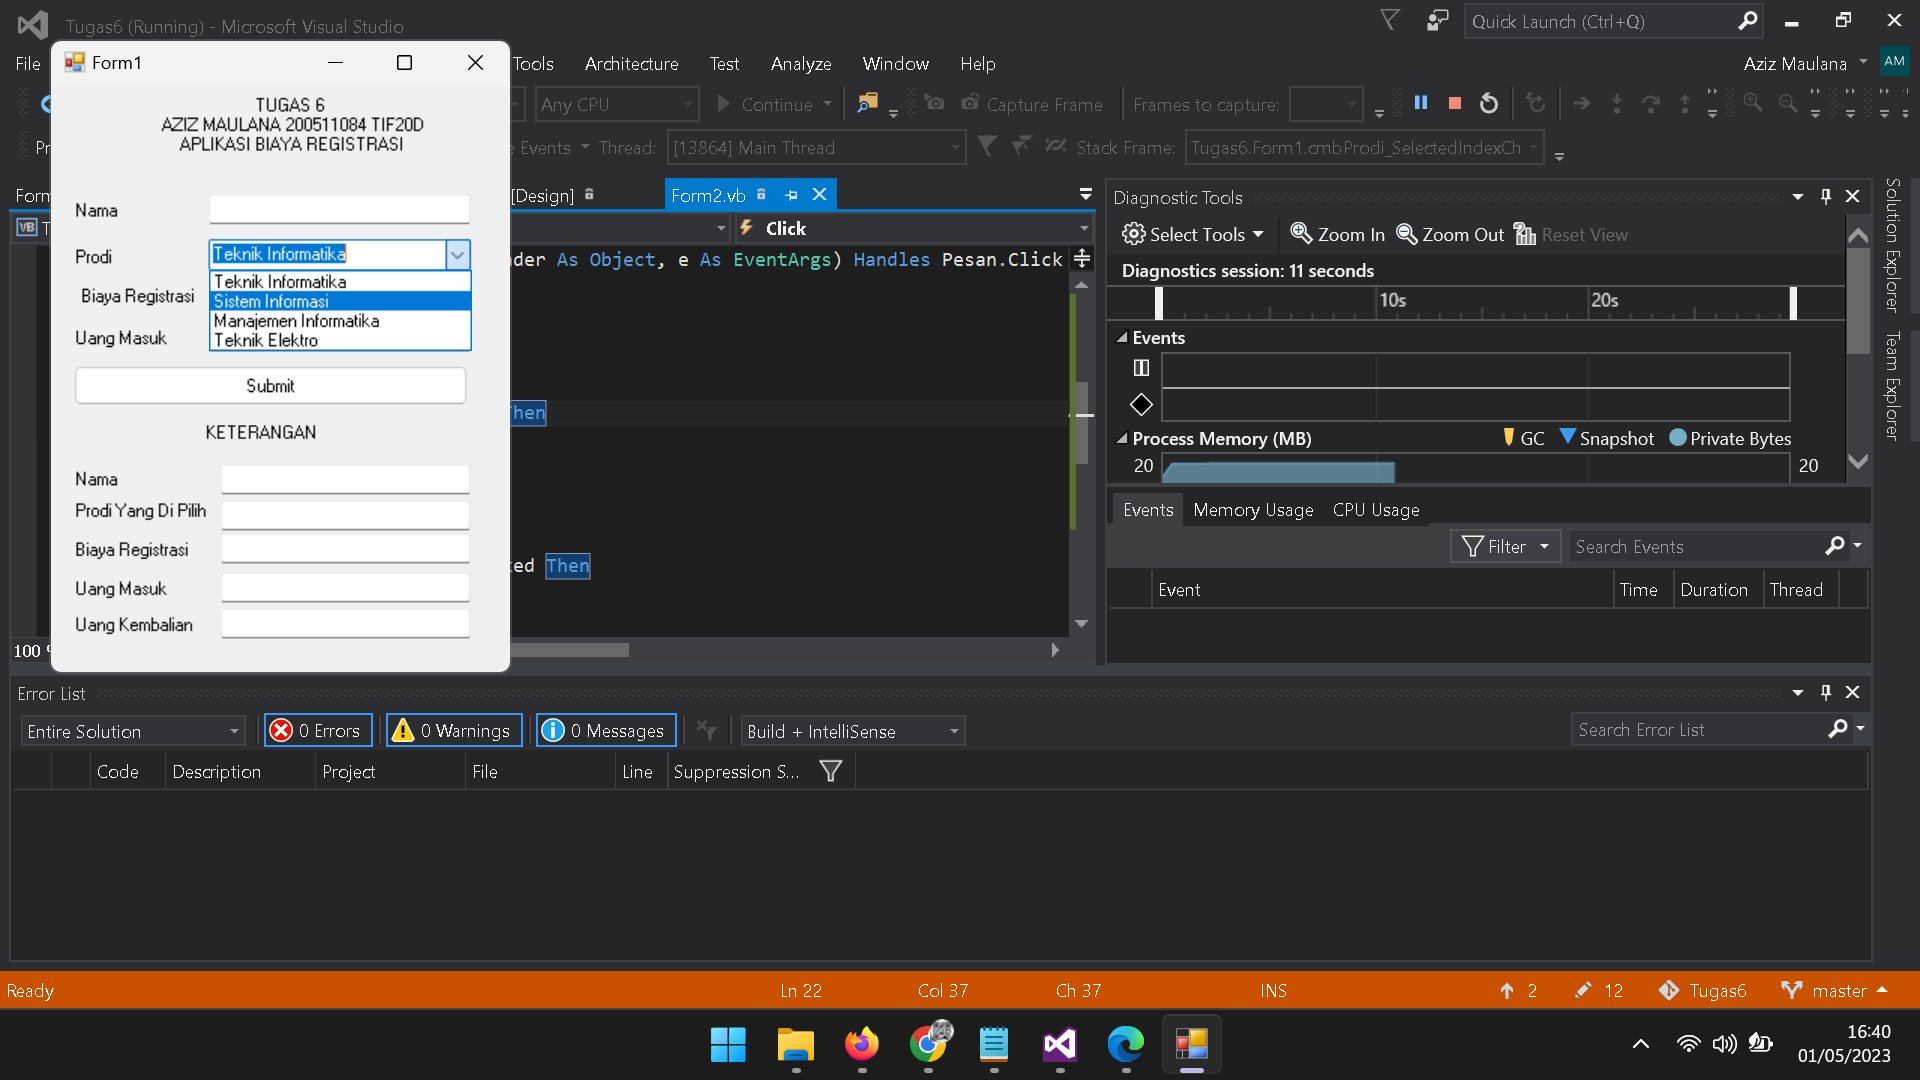 Tugas6 (Running) - Microsoft Visual Studio
Quick Launch (Ctrl+Q)
File
Tools
Architecture
Test
Analyze
Window
Help
Aziz Maulana
AM
Any CPU
Continue
Capture Frame
Frames to capture:
Events
Thread:
[13864] Main Thread
Stack Frame:
Tugas6.Form1.cmbProdi_SelectedIndexCh
Form1
TUGAS 6
AZIZ MAULANA 200511084 TIF20D
APLIKASI BIAYA REGISTRASI
Nama
Prodi
Teknik Informatika
Teknik Informatika
Sistem Informasi
Manajemen Informatika
Teknik Elektro
Biaya Registrasi
Uang Masuk
Submit
KETERANGAN
Nama
Prodi Yang Di Pilih
Biaya Registrasi
Uang Masuk
Uang Kembalian
[Design]
Form2.vb
VB
Click
As Object, e As EventArgs) Handles Pesan.Click
Then
100
Diagnostic Tools
Select Tools
Zoom In
Zoom Out
Reset View
Diagnostics session: 11 seconds
10s
20s
Events
Process Memory (MB)
GC
Snapshot
Private Bytes
20
20
Events
Memory Usage
CPU Usage
Filter
Search Events
Event
Time
Duration
Thread
Solution Explorer
Team Explorer
Error List
Entire Solution
0 Errors
0 Warnings
0 Messages
Build + IntelliSense
Search Error List
Code
Description
Project
File
Line
Suppression S...
Ready
Ln 22
Col 37
Ch 37
INS
2
12
Tugas6
master
16:40
01/05/2023